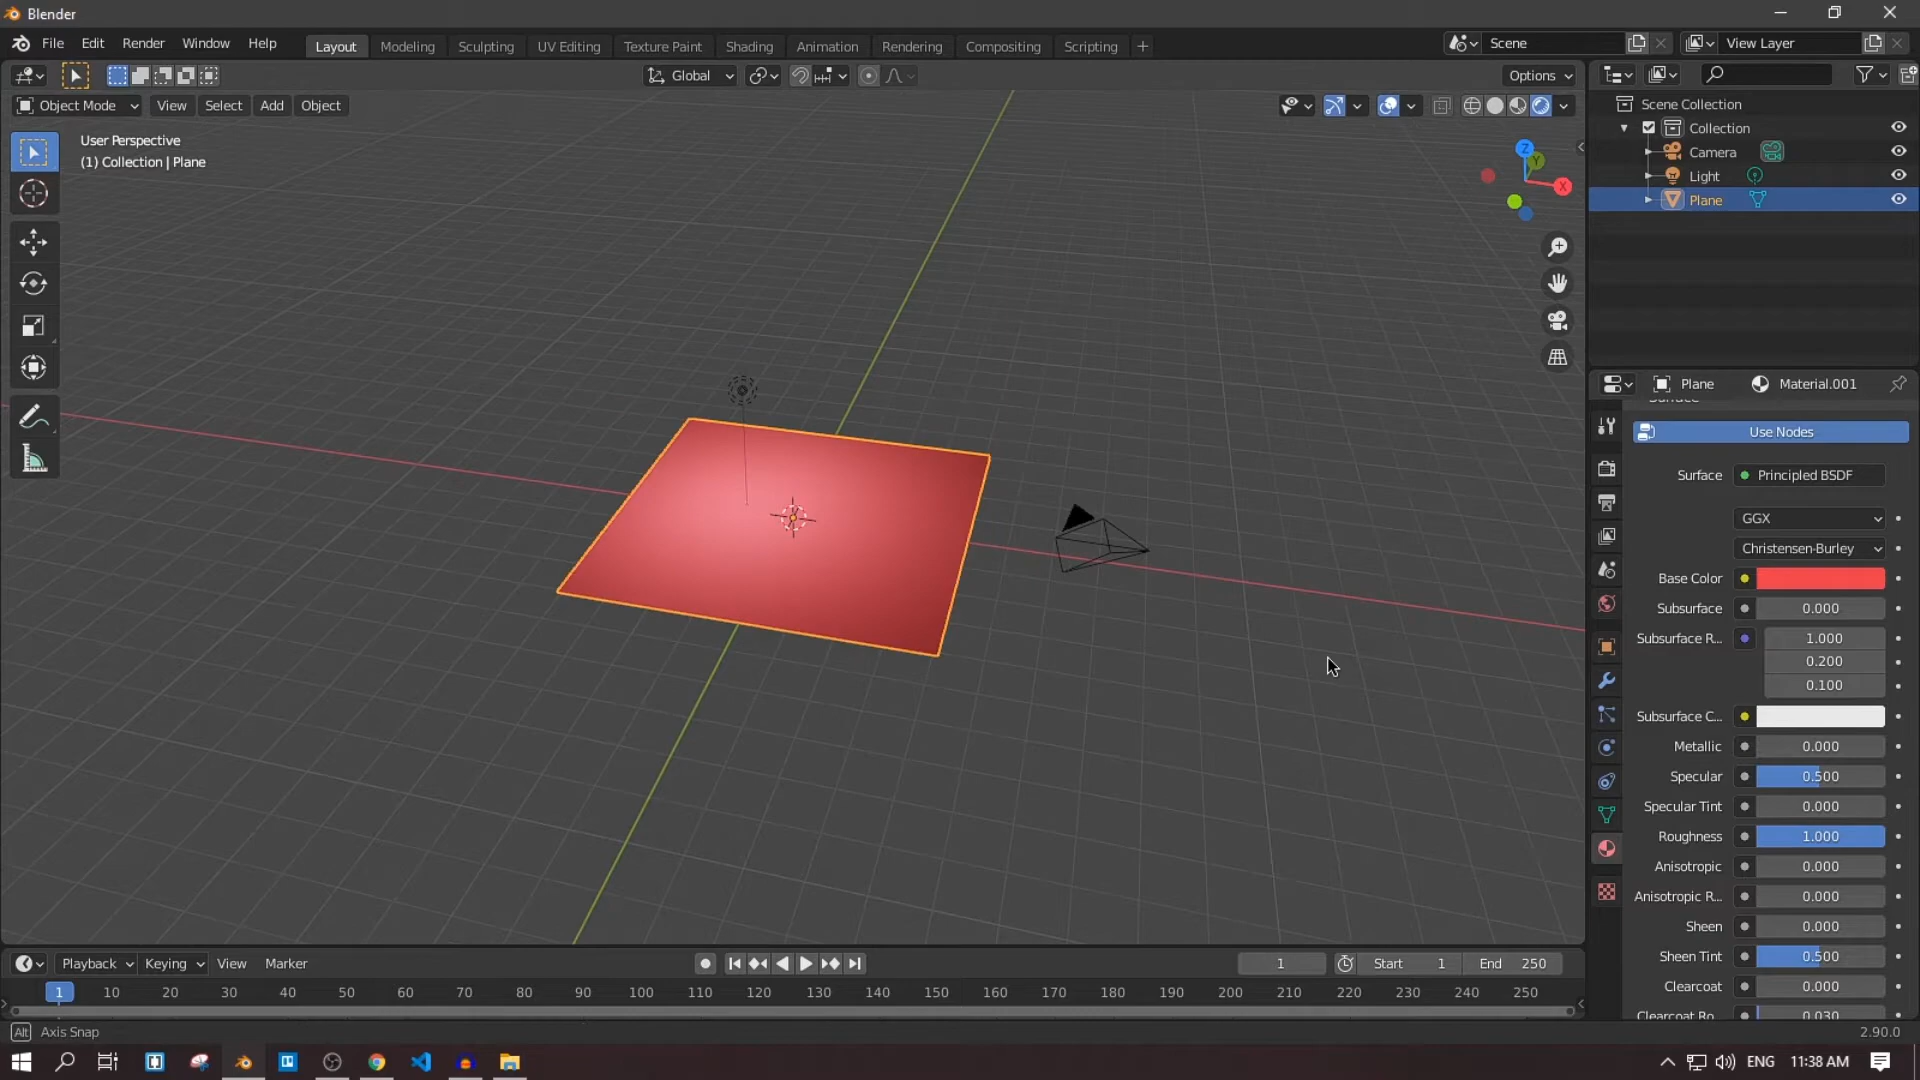 Blender
File Edit Render Window Help Layout Modeling Sculpting UV Editing Texture Paint Shading Animation Rendering Compositing Scripting + Scene View Layer
Global Options
Object Mode View Select Add Object
User Perspective
(1) Collection | Plane
Z
Y
X
Scene Collection
Collection
Camera
Light
Plane
Plane Material.001
Surface
Use Nodes
Surface Principled BSDF
GGX
Christensen-Burley
Base Color
Subsurface 0.000
Subsurface R... 1.000
0.200
0.100
Subsurface C...
Metallic 0.000
Specular 0.500
Specular Tint 0.000
Roughness 1.000
Anisotropic 0.000
Anisotropic R... 0.000
Sheen 0.000
Sheen Tint 0.500
Clearcoat 0.000
Clearcoat Ro... 0.030
Playback Keying View Marker 1 Start 1 End 250
1 10 20 30 40 50 60 70 80 90 100 110 120 130 140 150 160 170 180 190 200 210 220 230 240 250
Alt Axis Snap 2.90.0
ENG 11:38 AM